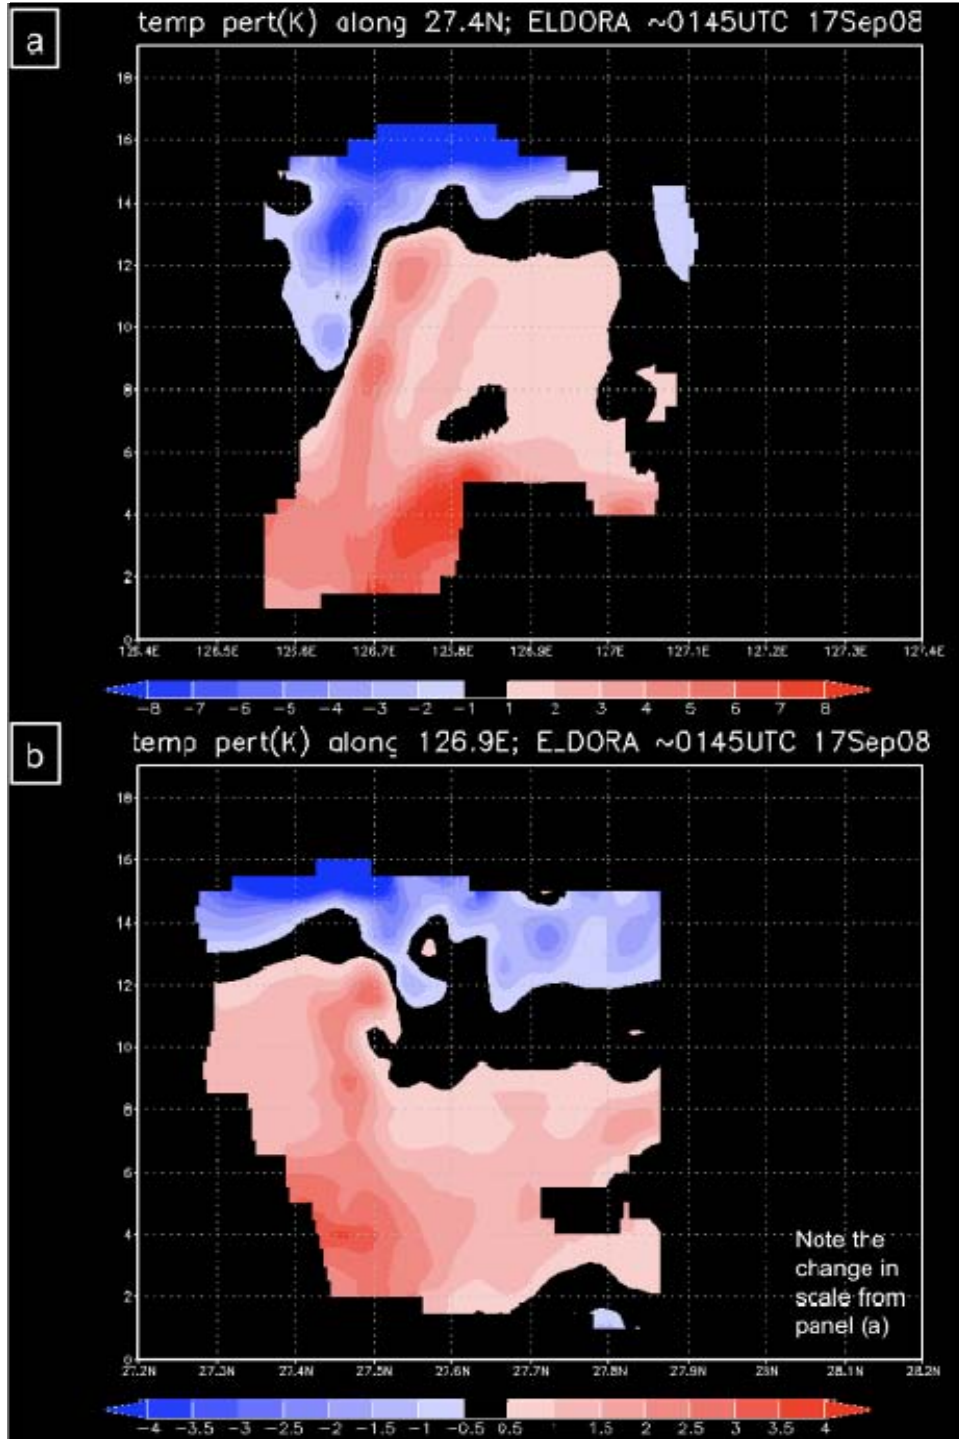 a
temp pert(K) along 27.4N; ELDORA ~0145UTC 17Sep08
18
16
14
12
10
8
6
4
2
0
126.5E 126.7E 126.9E 127E 127.1E 127.2E 127.3E 127.4E
-8 -7 -6 -5 -4 -3 -2 -1 1 2 3 4 5 6 7 8
b
temp pert(K) along 126.9E; ELDORA ~0145UTC 17Sep08
18
16
14
12
10
8
6
4
2
0
Note the
change in
scale from
panel (a)
27.2N 27.3N 27.4N 27.5N 27.6N 27.7N 27.8N 27.9N 28N 28.1N 28.2N
-4 -3.5 -3 -2.5 -2 -1.5 -1 -0.5 0.5 1 1.5 2 2.5 3 3.5 4